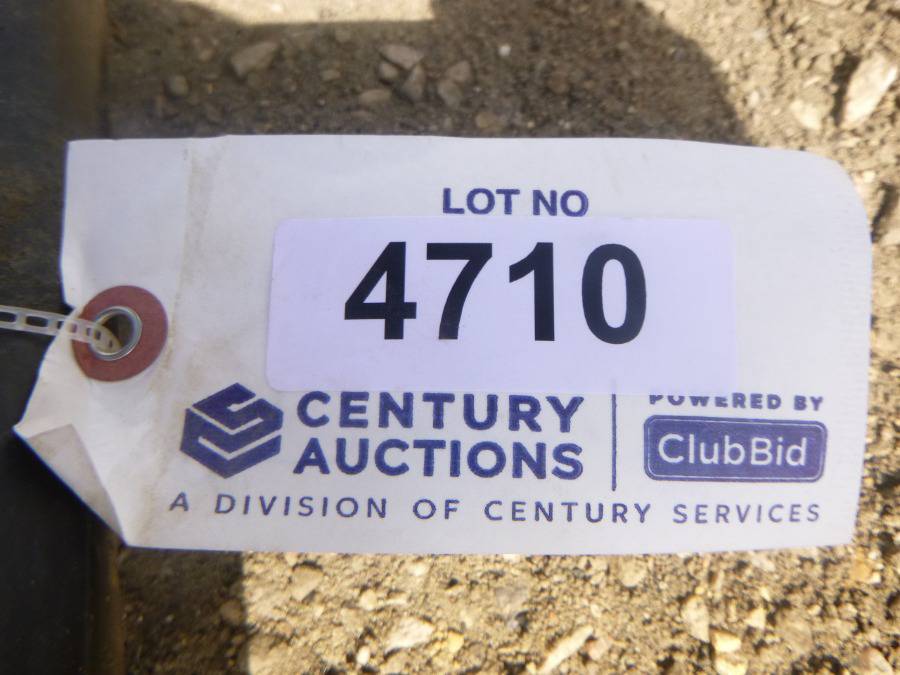 LOT NO
4710
CENTURY
AUCTIONS
POWERED BY
ClubBid
A DIVISION OF CENTURY SERVICES